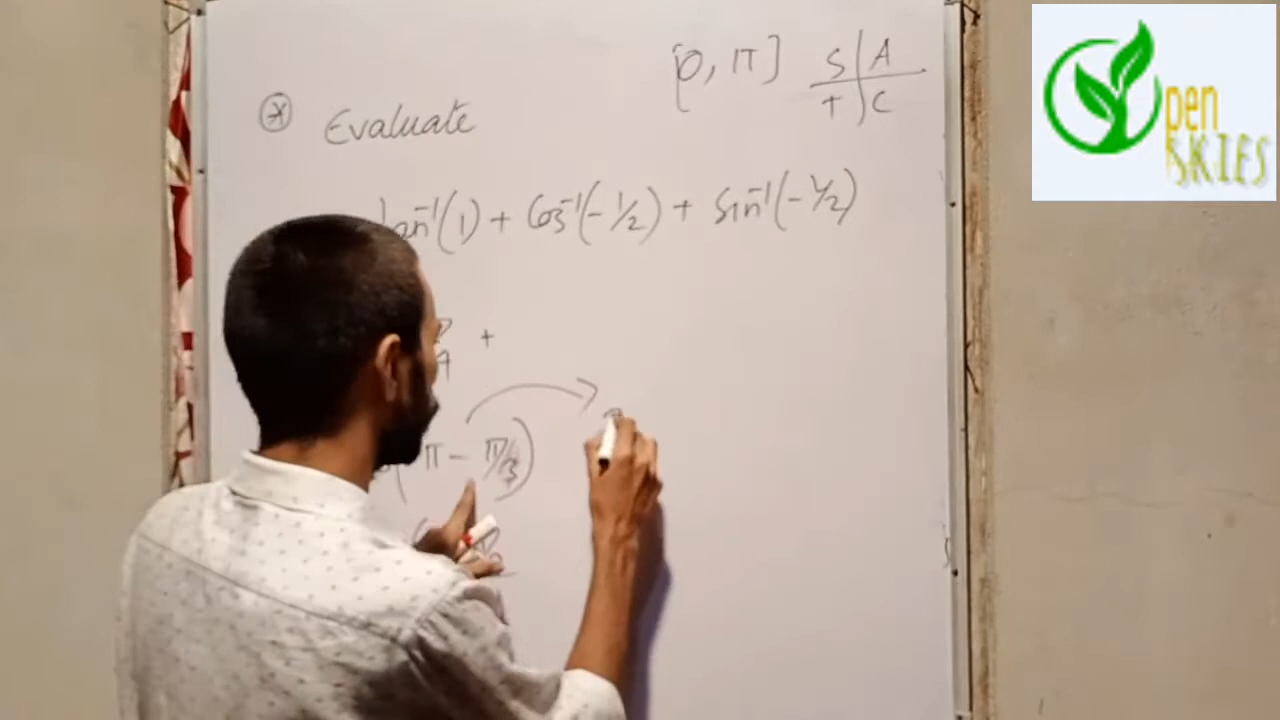 [0, π] S A
T C
Evaluate
tan⁻¹(1) + Cos⁻¹(-1/2) + Sin⁻¹(-1/2)
+
π - π/3)
Open
SKIES